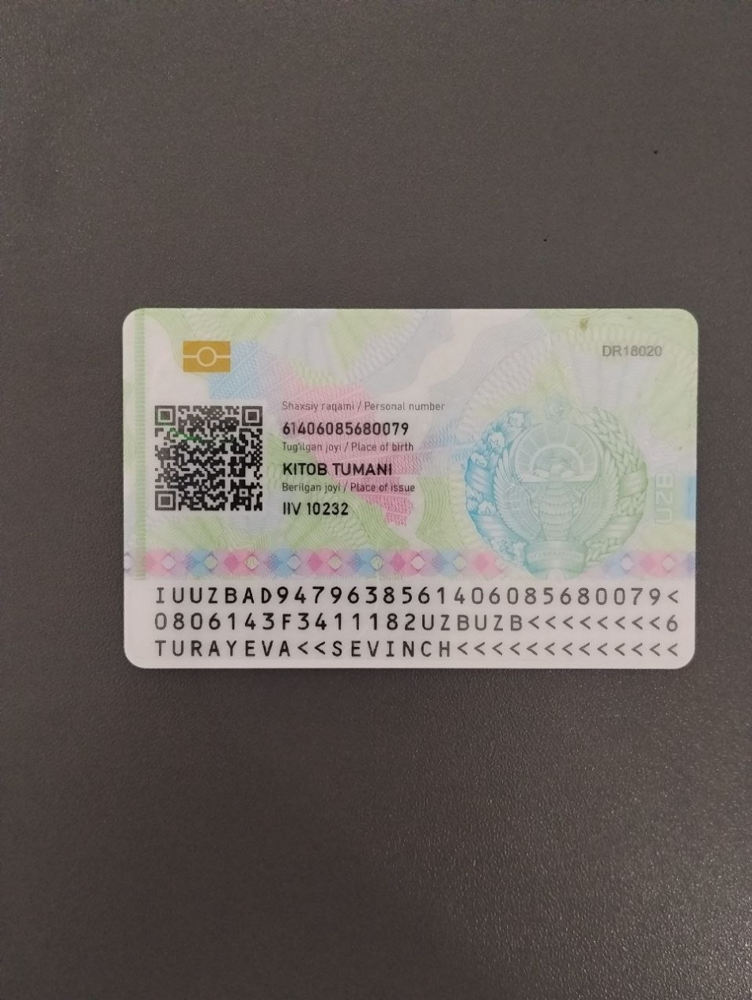 DR18020
Shaxsiy raqami / Personal number
61406085680079
Tug'ilgan joyi / Place of birth
KITOB TUMANI
Berilgan joyi / Place of issue
IIV 10232
UZB
IUUZBAD9479638561406085680079<
0806143F3411182UZBUZB<<<<<<<<6
TURAYEVA<<SEVINCH<<<<<<<<<<<<<